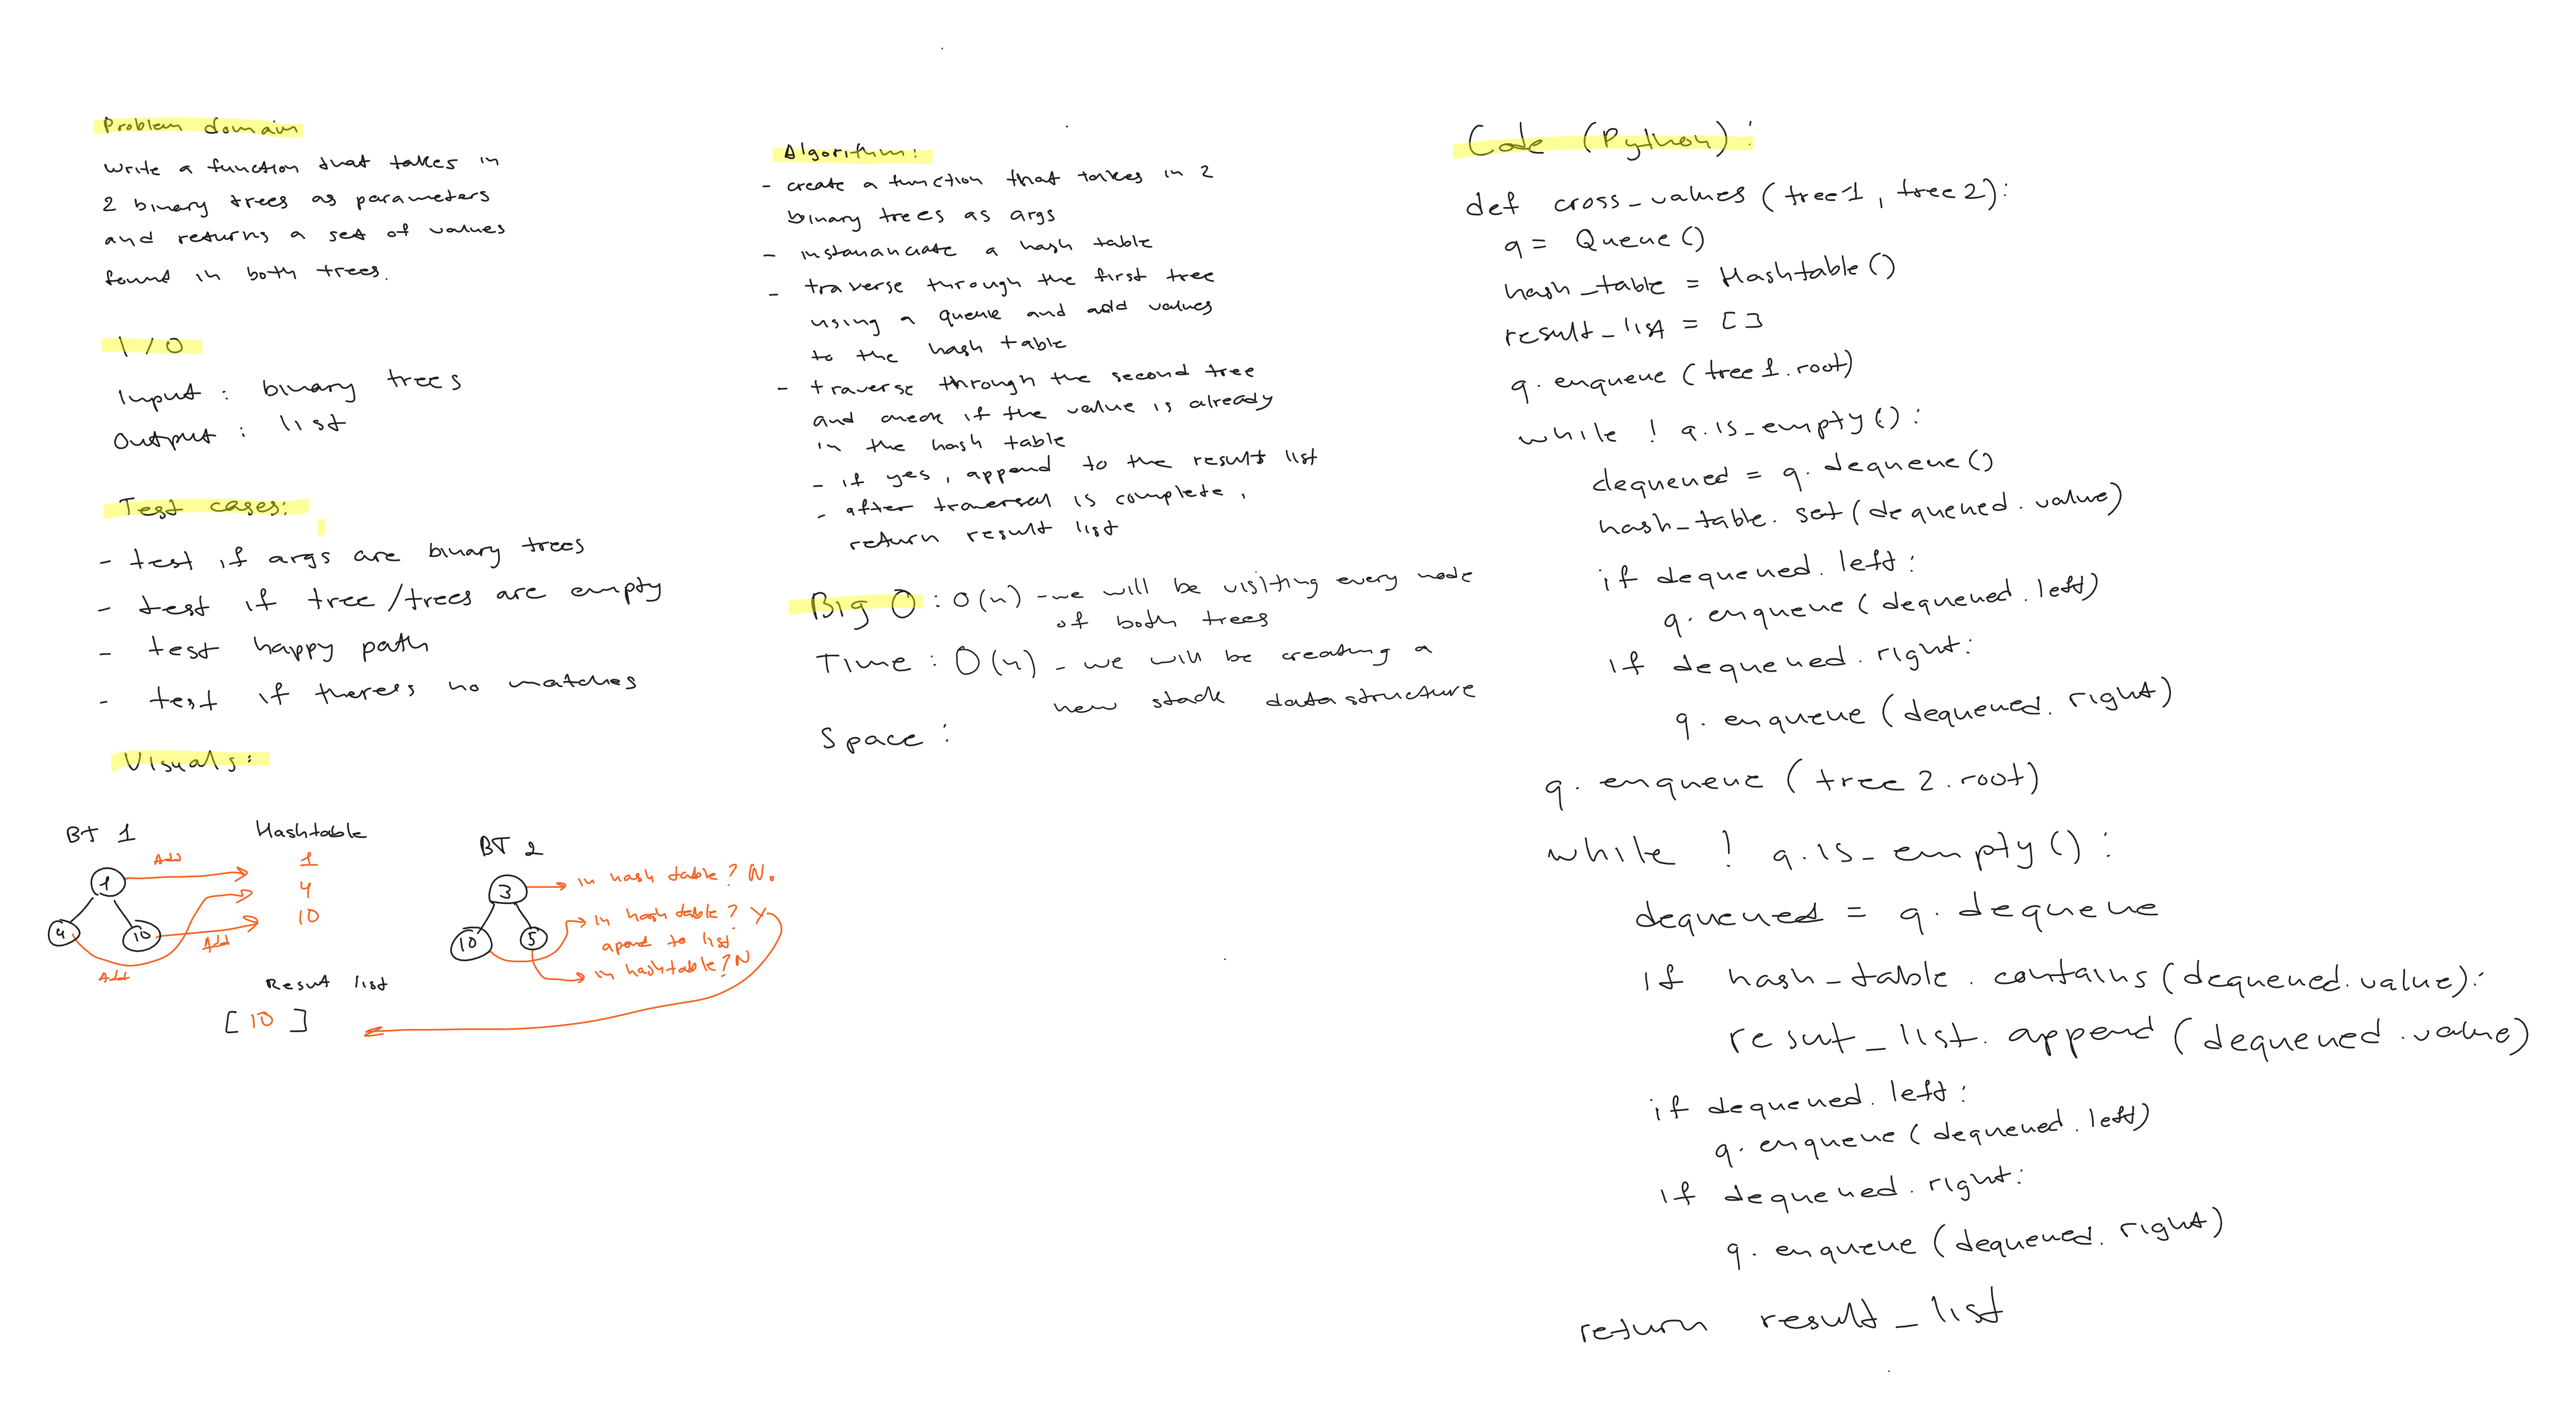 Problem domain
Write a function that takes in
2 binary trees as parameters
and returns a set of values
found in both trees.
I / O
Input : binary trees
Output : list
Test cases:
- test if args are binary trees
- test if tree/trees are empty
- test happy path
- test if there's no matches
Visuals:
BT 1
Hashtable
1
4
10
Add
1
4
10
Add
Add
Result list
[ 10 ]
BT 2
3
10
5
in hash table? No
in hash table? Y
apend to list
in hashtable? N
Algorithm:
- create a function that takes in 2
binary trees as args
- instananciate a hash table
- traverse through the first tree
using a queue and add values
to the hash table
- traverse through the second tree
and check if the value is already
in the hash table
- if yes, append to the result list
- after traversal is complete,
return result list
Big O : O(n) - we will be visiting every node
of both trees
Time : O(n) - we will be creating a
new stack data structure
Space :
Code (Python) :
def cross_values (tree1, tree2):
q = Queue()
hash_table = Hashtable()
result_list = []
q. enqueue (tree1.root)
while ! q.is_empty() :
dequeued = q. dequeue()
hash_table. set(dequeued.value)
if dequeued. left :
q. enqueue (dequeued.left)
if dequeued. right:
q. enqueue (dequeued. right)
q. enqueue (tree2.root)
while ! q.is_empty() :
dequeued = q. dequeue
if hash_table. contains (dequeued.value):
resut_list. append (dequeued.value)
if dequeued. left :
q. enqueue (dequeued. left)
if dequeued. right:
q. enqueue (dequeued. right)
return result_list